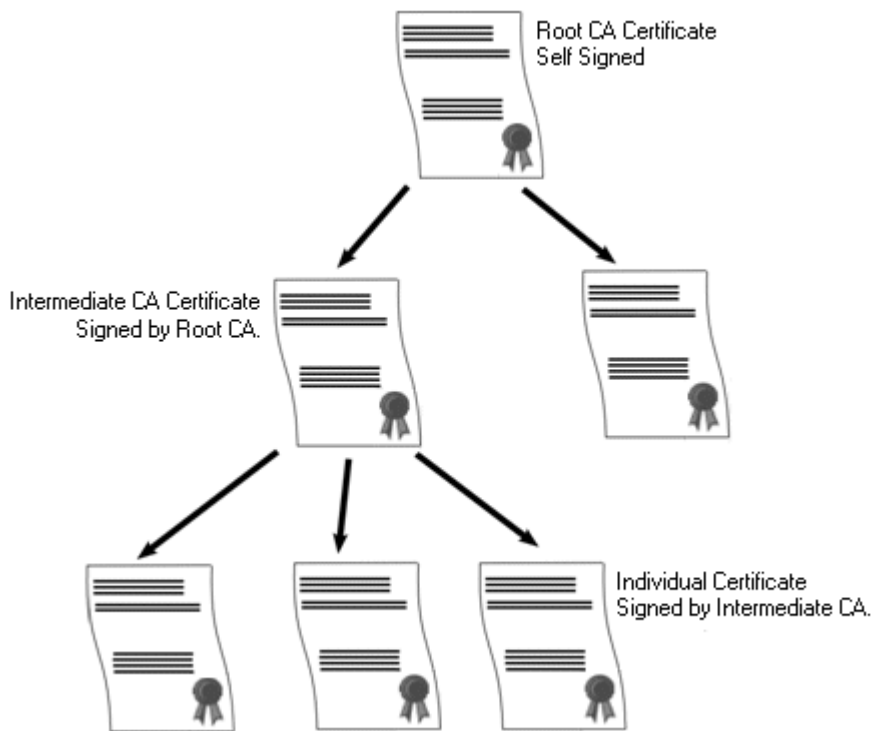 Root CA Certificate
Self Signed
Intermediate CA Certificate
Signed by Root CA.
Individual Certificate
Signed by Intermediate CA.